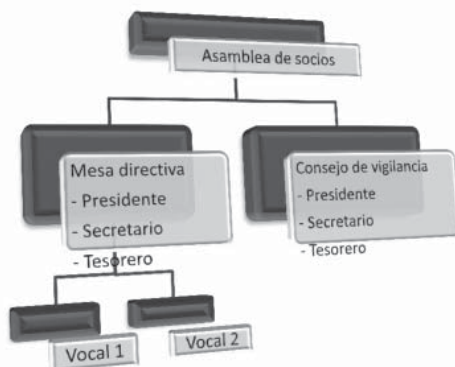 Asamblea de socios
Mesa directiva
- Presidente
- Secretario
- Tesorero
Consejo de vigilancia
- Presidente
- Secretario
- Tesorero
Vocal 1
Vocal 2